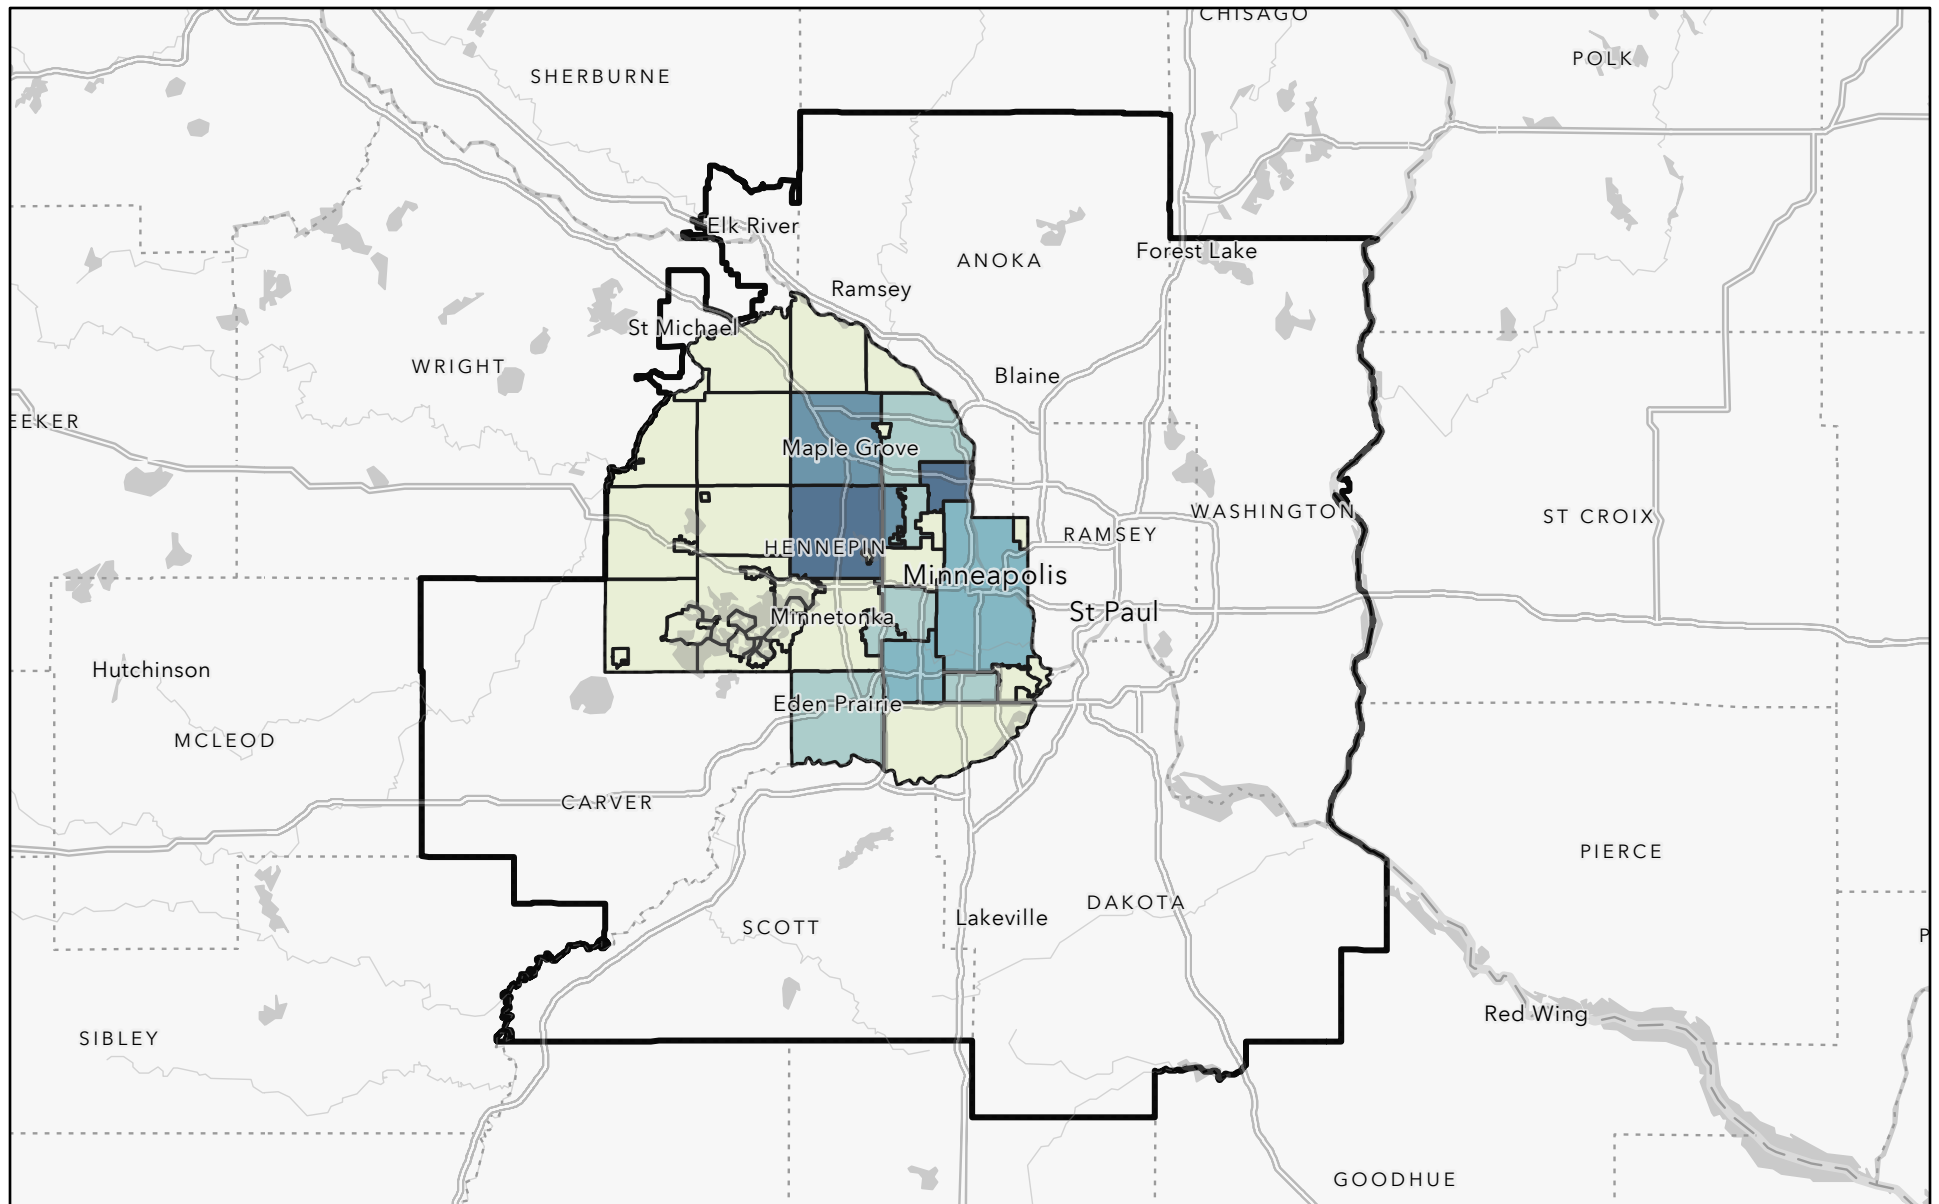 CHISAGO
POLK
SHERBURNE
Elk River
Forest Lake
ANOKA
Ramsey
St Michael
WRIGHT
Blaine
EEKER
Maple Grove
WASHINGTON
ST CROIX
RAMSEY
HENNEPIN
Minneapolis
St Paul
Minnetonka
Hutchinson
Eden Prairie
MCLEOD
CARVER
PIERCE
DAKOTA
Lakeville
SCOTT
P
Red Wing
SIBLEY
GOODHUE